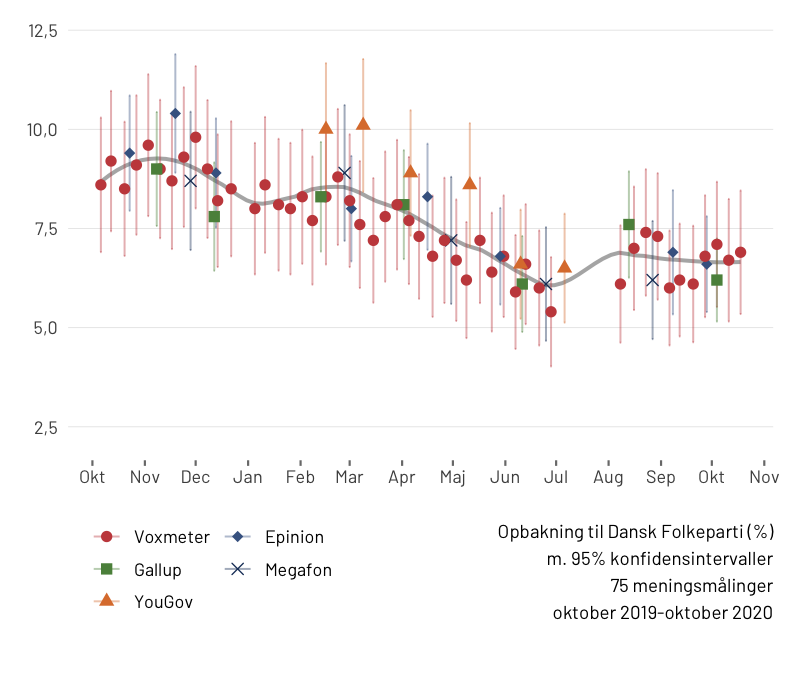 12,5
10,0
7,5
5,0
2,5
Okt Nov Dec Jan Feb Mar Apr Maj Jun Jul Aug Sep Okt Nov
Voxmeter Epinion
Gallup Megafon
YouGov
Opbakning til Dansk Folkeparti (%)
m. 95% konfidensintervaller
75 meningsmålinger
oktober 2019-oktober 2020